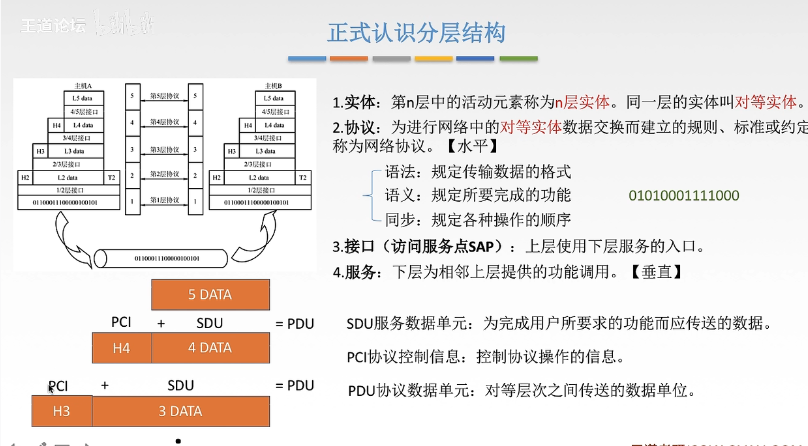 王道论坛
正式认识分层结构
主机A
主机B
L5 data
5
第5层协议
5
L5 data
4/5层接口
4/5层接口
H4
L4 data
4
第4层协议
4
H4
L4 data
3/4层接口
3/4层接口
H3
L3 data
3
第3层协议
3
H3
L3 data
2/3层接口
2/3层接口
H2
L2 data
T2
2
第2层协议
2
H2
L2 data
T2
1/2层接口
1/2层接口
01100011100000100101
1
第1层协议
1
01100011100000100101
01100011100000100101
1.实体：第n层中的活动元素称为n层实体。同一层的实体叫对等实体。
2.协议：为进行网络中的对等实体数据交换而建立的规则、标准或约定
称为网络协议。【水平】
语法：规定传输数据的格式
语义：规定所要完成的功能
01010001111000
同步：规定各种操作的顺序
3.接口（访问服务点SAP）：上层使用下层服务的入口。
4.服务：下层为相邻上层提供的功能调用。【垂直】
5 DATA
PCI + SDU = PDU
H4
4 DATA
PCI + SDU = PDU
H3
3 DATA
SDU服务数据单元：为完成用户所要求的功能而应传送的数据。
PCI协议控制信息：控制协议操作的信息。
PDU协议数据单元：对等层次之间传送的数据单位。